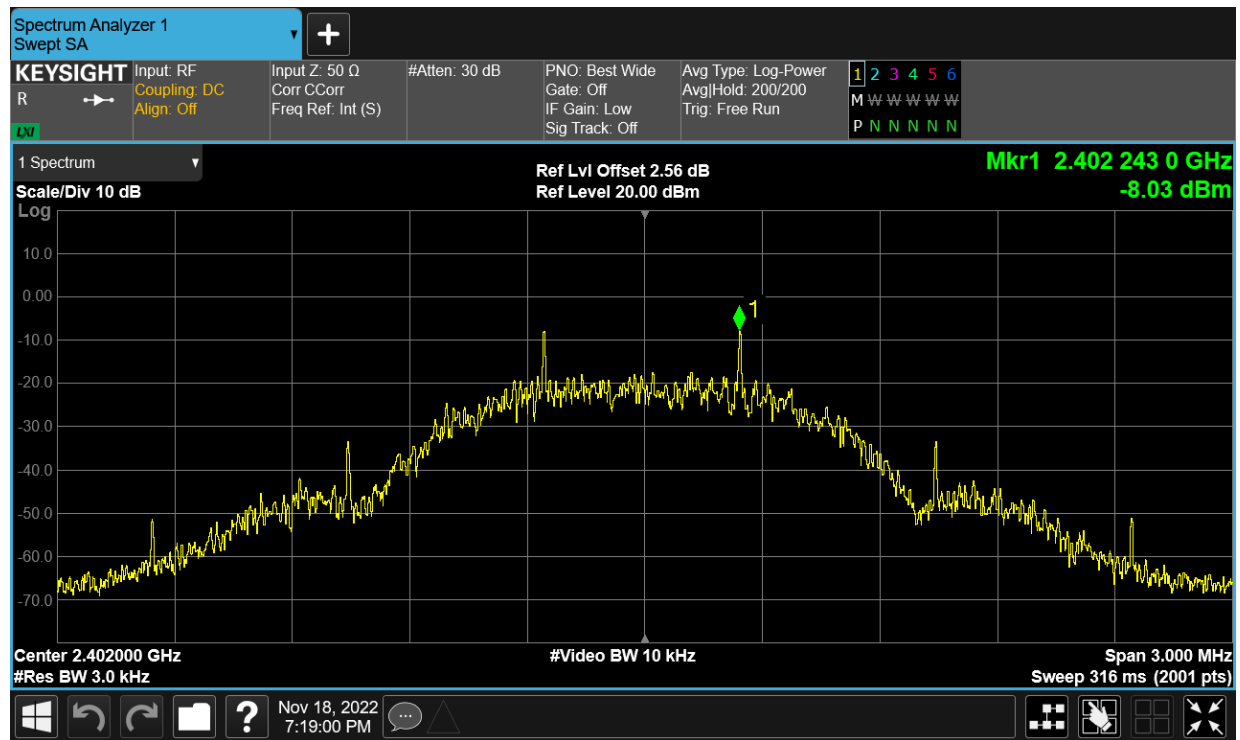 Spectrum Analyzer 1
Swept SA
KEYSIGHT
R
LXI
Input: RF
Coupling: DC
Align: Off
Input Z: 50 Ω
Corr CCorr
Freq Ref: Int (S)
#Atten: 30 dB
PNO: Best Wide
Gate: Off
IF Gain: Low
Sig Track: Off
Avg Type: Log-Power
Avg|Hold: 200/200
Trig: Free Run
1 2 3 4 5 6
M W W W W W
P N N N N N
1 Spectrum
Scale/Div 10 dB
Log
Ref Lvl Offset 2.56 dB
Ref Level 20.00 dBm
Mkr1 2.402 243 0 GHz
-8.03 dBm
10.0
0.00
1
-10.0
-20.0
-30.0
-40.0
-50.0
-60.0
-70.0
Center 2.402000 GHz
#Res BW 3.0 kHz
#Video BW 10 kHz
Span 3.000 MHz
Sweep 316 ms (2001 pts)
?
Nov 18, 2022
7:19:00 PM